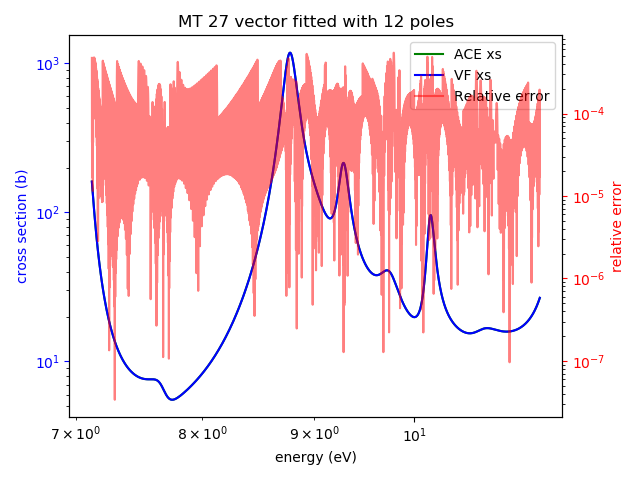 MT 27 vector fitted with 12 poles
ACE xs
VF xs
Relative error
10³
10²
10¹
cross section (b)
10⁻⁴
10⁻⁵
10⁻⁶
10⁻⁷
relative error
7 × 10⁰ 8 × 10⁰ 9 × 10⁰ 10¹
energy (eV)